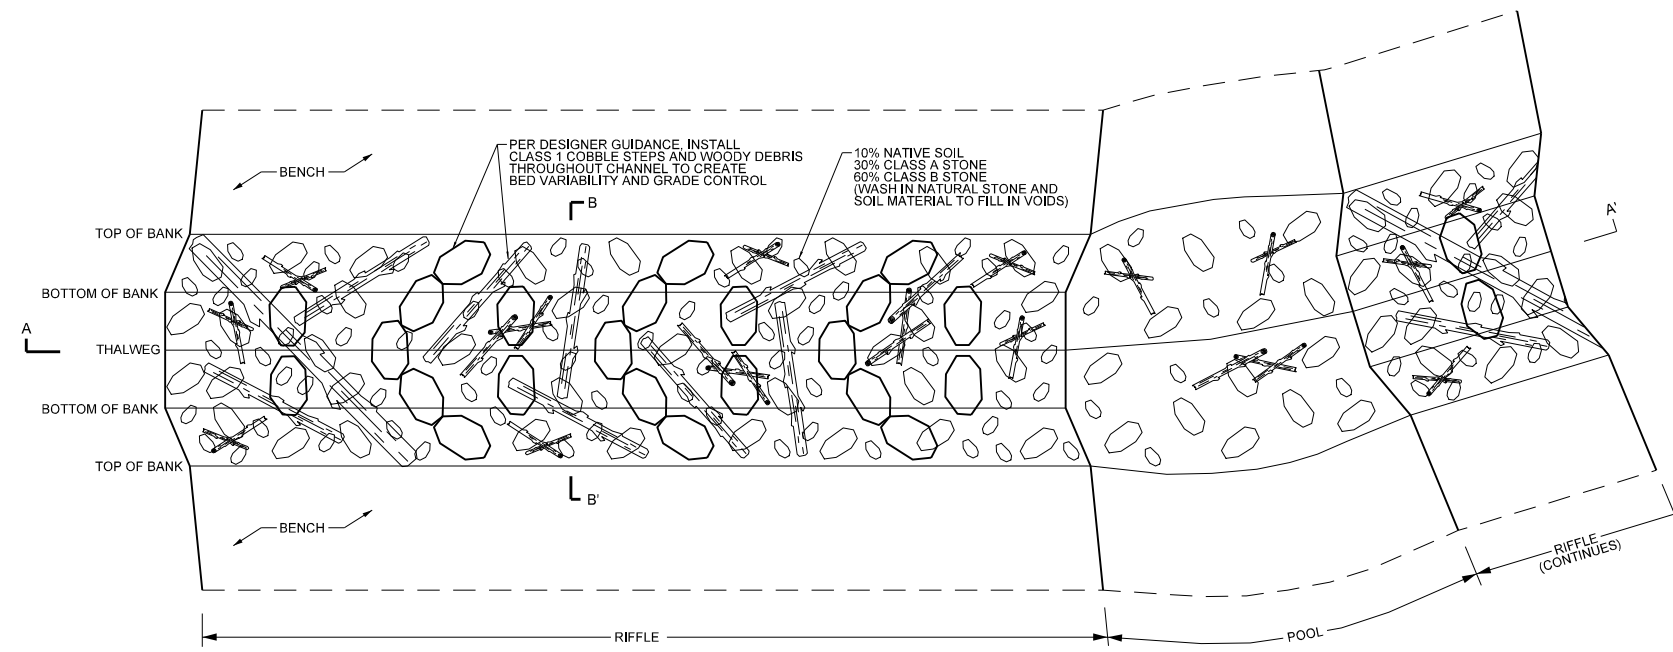 PER DESIGNER GUIDANCE, INSTALL
CLASS 1 COBBLE STEPS AND WOODY DEBRIS
THROUGHOUT CHANNEL TO CREATE
BED VARIABILITY AND GRADE CONTROL
10% NATIVE SOIL
30% CLASS A STONE
60% CLASS B STONE
(WASH IN NATURAL STONE AND
SOIL MATERIAL TO FILL IN VOIDS)
BENCH
B
A'
TOP OF BANK
BOTTOM OF BANK
A
THALWEG
BOTTOM OF BANK
TOP OF BANK
B'
BENCH
RIFFLE
(CONTINUES)
RIFFLE
POOL